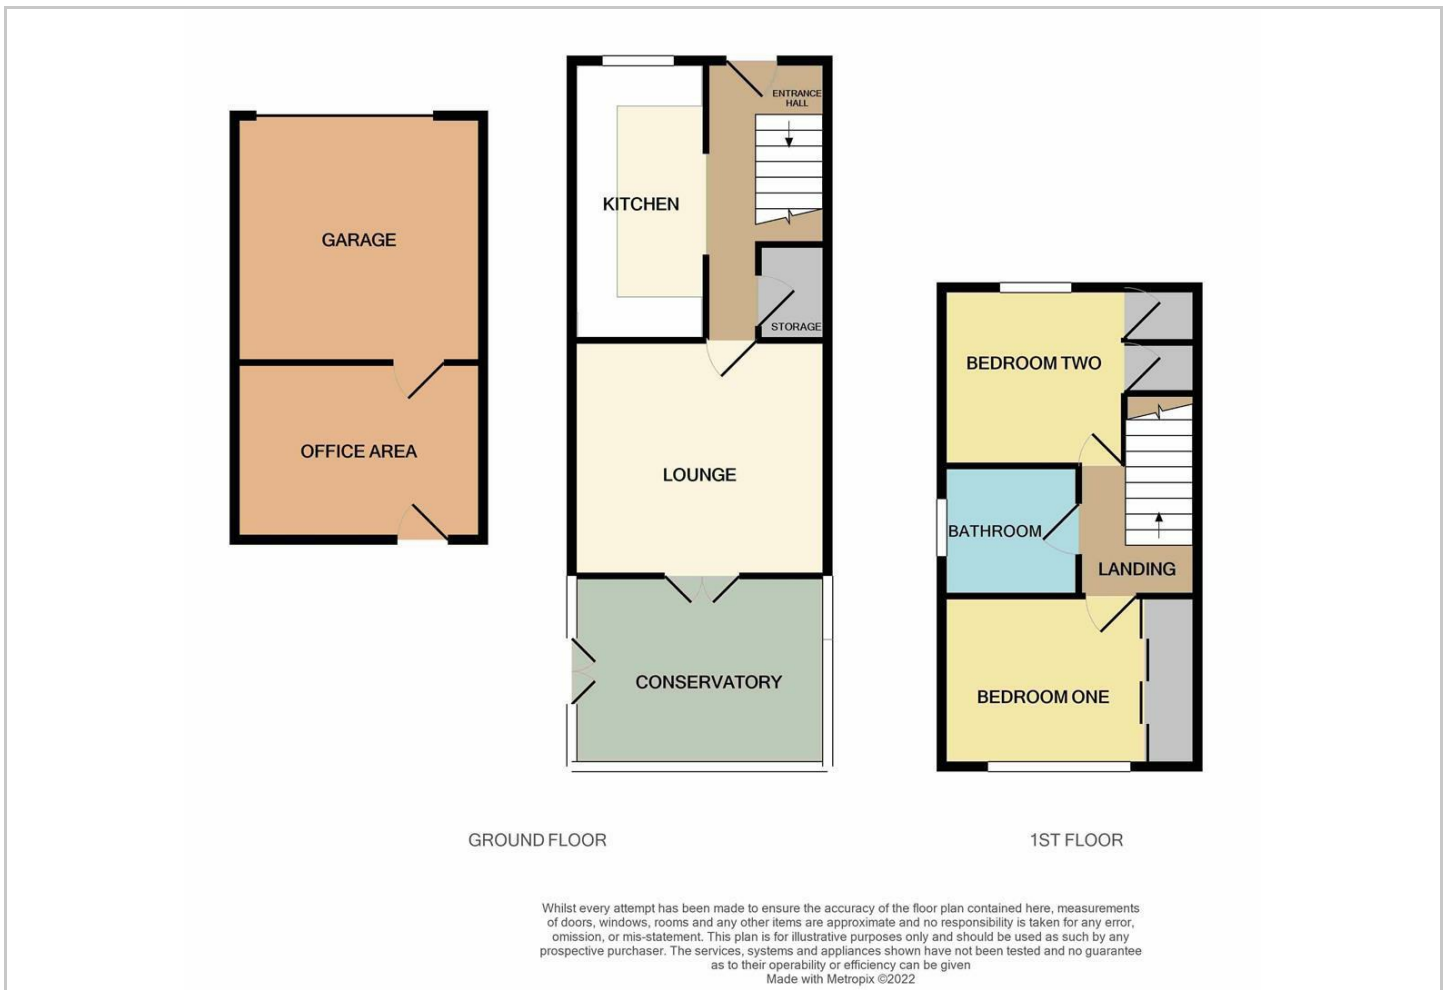 ENTRANCE
HALL
KITCHEN
GARAGE
STORAGE
BEDROOM TWO
OFFICE AREA
LOUNGE
BATHROOM
LANDING
CONSERVATORY
BEDROOM ONE
GROUND FLOOR
1ST FLOOR
Whilst every attempt has been made to ensure the accuracy of the floor plan contained here, measurements
of doors, windows, rooms and any other items are approximate and no responsibility is taken for any error,
omission, or mis-statement. This plan is for illustrative purposes only and should be used as such by any
prospective purchaser. The services, systems and appliances shown have not been tested and no guarantee
as to their operability or efficiency can be given
Made with Metropix ©2022